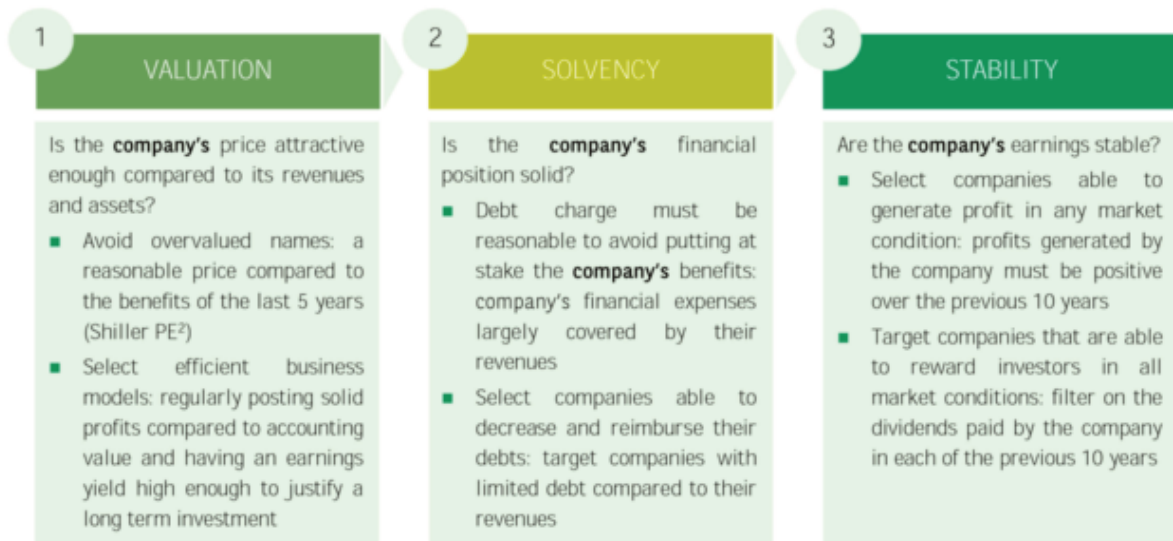 1
VALUATION
Is the company's price attractive
enough compared to its revenues
and assets?
■ Avoid overvalued names: a
reasonable price compared to
the benefits of the last 5 years
(Shiller PE²)
■ Select efficient business
models: regularly posting solid
profits compared to accounting
value and having an earnings
yield high enough to justify a
long term investment
2
SOLVENCY
Is the company's financial
position solid?
■ Debt charge must be
reasonable to avoid putting at
stake the company's benefits:
company's financial expenses
largely covered by their
revenues
■ Select companies able to
decrease and reimburse their
debts: target companies with
limited debt compared to their
revenues
3
STABILITY
Are the company's earnings stable?
■ Select companies able to
generate profit in any market
condition: profits generated by
the company must be positive
over the previous 10 years
■ Target companies that are able
to reward investors in all
market conditions: filter on the
dividends paid by the company
in each of the previous 10 years